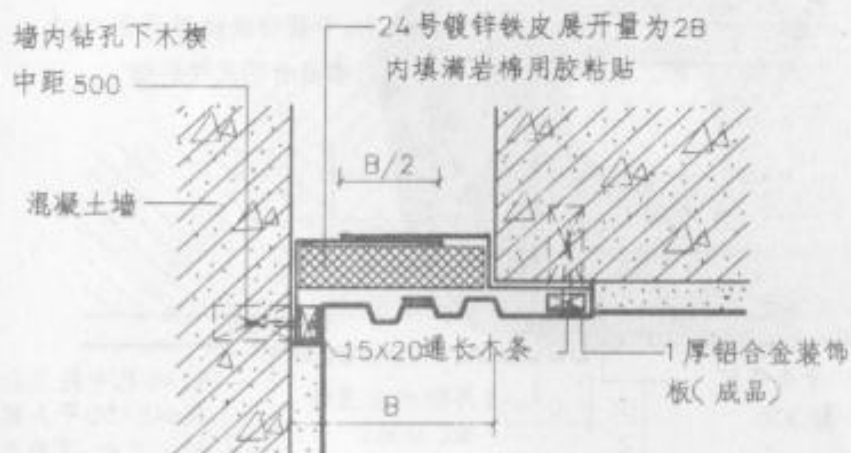 墙内钻孔下木楔
中距500
24号镀锌铁皮展开量为2B
内填满岩棉用胶粘贴
B/2
混凝土墙
15X20通长木条
1厚铝合金装饰
板(成品)
B